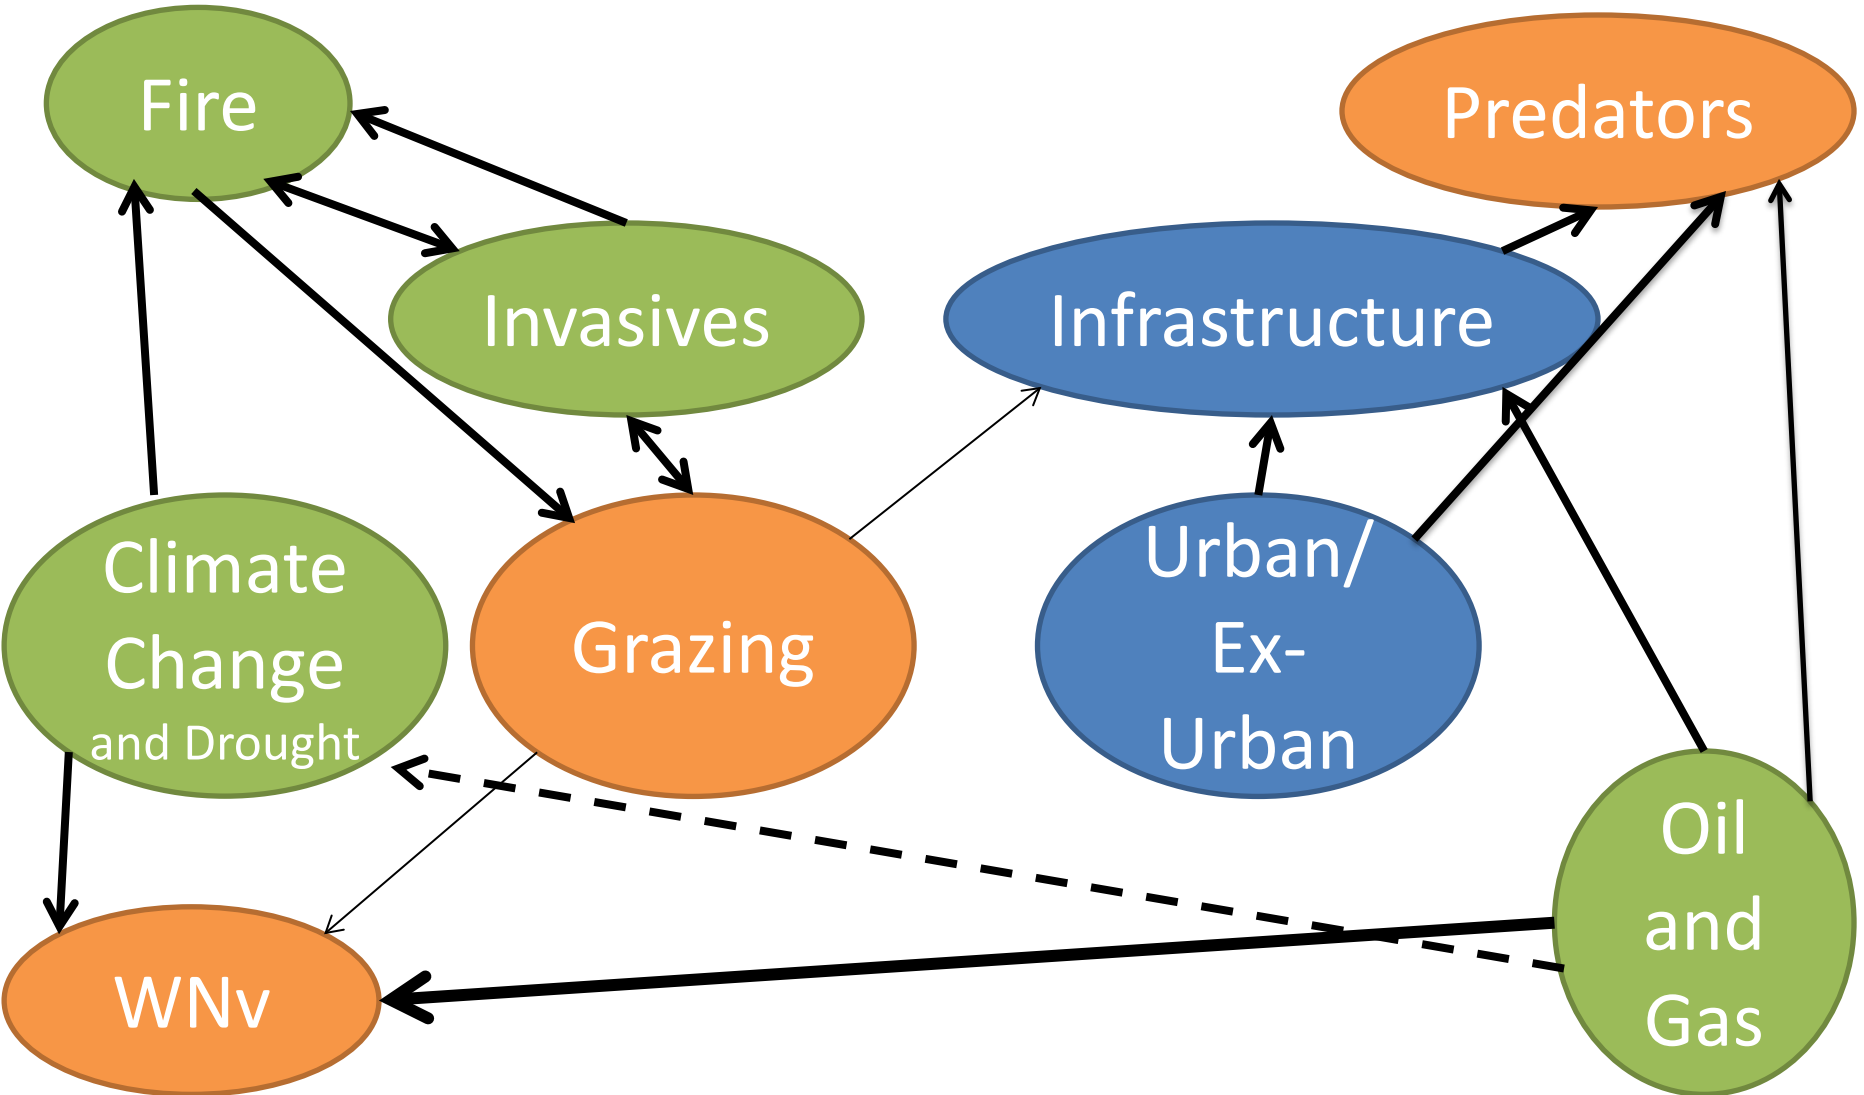 Fire
Predators
Invasives
Infrastructure
Climate
Change
and Drought
Grazing
Urban/
Ex-
Urban
Oil
and
Gas
WNv